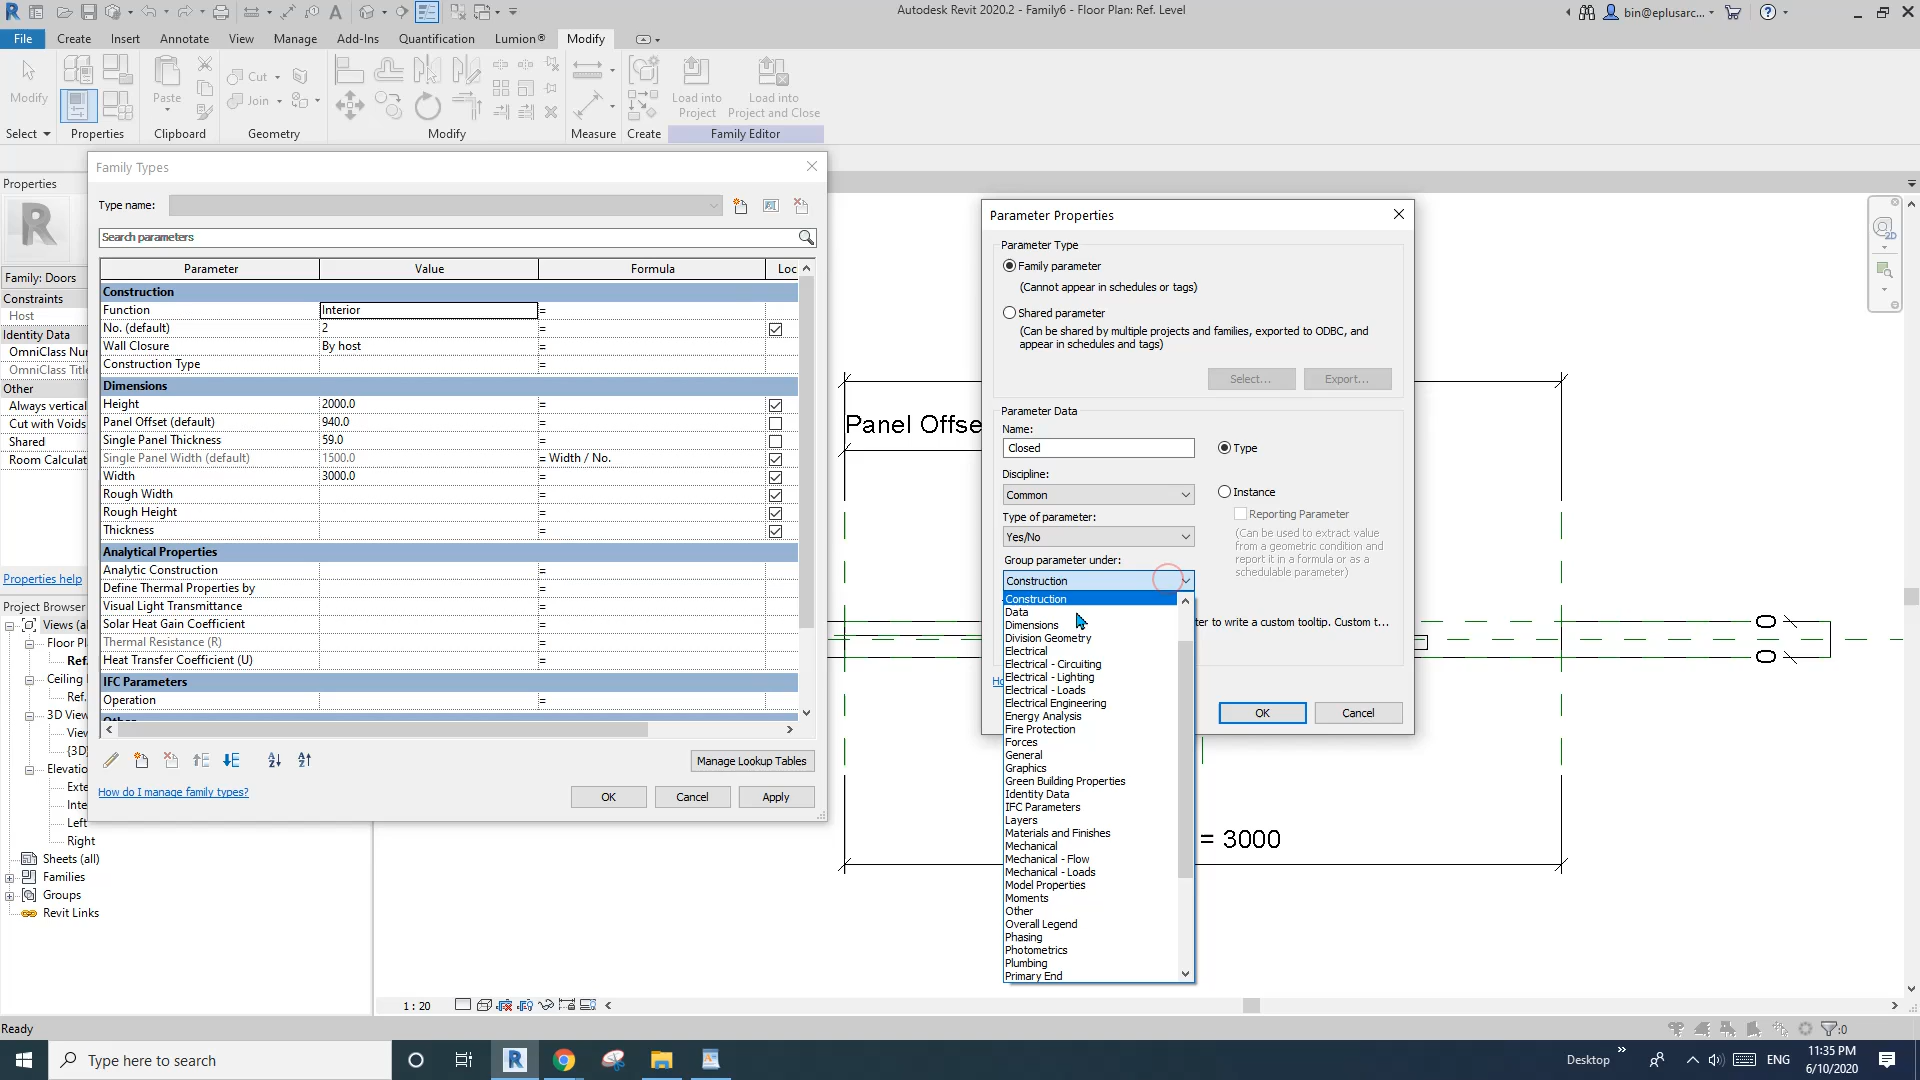 Autodesk Revit 2020.2 - Family6 - Floor Plan: Ref. Level
bin@eplusarc...
File Create Insert Annotate View Manage Add-Ins Quantification Lumion® Modify
Modify
Paste
Cut
Join
Load into Project
Load into Project and Close
Select Properties Clipboard Geometry Modify Measure Create Family Editor
Properties
Family: Doors
Constraints
Host
Identity Data
OmniClass Nu
OmniClass Title
Other
Always vertical
Cut with Voids
Shared
Room Calculat
Properties help
Project Browser
Views (al
Floor Pl
Ref.
Ceiling
Ref.
3D View
View
{3D}
Elevatio
Exte
Inte
Left
Right
Sheets (all)
Families
Groups
Revit Links
Family Types
Type name:
Search parameters
Parameter Value Formula Loc
Construction
Function Interior =
No. (default) 2 =
Wall Closure By host =
Construction Type =
Dimensions
Height 2000.0 =
Panel Offset (default) 940.0 =
Single Panel Thickness 59.0 =
Single Panel Width (default) 1500.0 = Width / No.
Width 3000.0 =
Rough Width =
Rough Height =
Thickness =
Analytical Properties
Analytic Construction =
Define Thermal Properties by =
Visual Light Transmittance =
Solar Heat Gain Coefficient =
Thermal Resistance (R) =
Heat Transfer Coefficient (U) =
IFC Parameters
Operation =
Other
Manage Lookup Tables
How do I manage family types?
OK Cancel Apply
Panel Offse
Parameter Properties
Parameter Type
Family parameter
(Cannot appear in schedules or tags)
Shared parameter
(Can be shared by multiple projects and families, exported to ODBC, and
appear in schedules and tags)
Select... Export...
Parameter Data
Name:
Closed
Type
Discipline:
Common
Instance
Reporting Parameter
(Can be used to extract value
from a geometric condition and
report it in a formula or as a
schedulable parameter)
Type of parameter:
Yes/No
Group parameter under:
Construction
Construction
Data
Dimensions
Division Geometry
Electrical
Electrical - Circuiting
Electrical - Lighting
Electrical - Loads
Electrical Engineering
Energy Analysis
Fire Protection
Forces
General
Graphics
Green Building Properties
Identity Data
IFC Parameters
Layers
Materials and Finishes
Mechanical
Mechanical - Flow
Mechanical - Loads
Model Properties
Moments
Other
Overall Legend
Phasing
Photometrics
Plumbing
Primary End
ter to write a custom tooltip. Custom t...
Ho
OK Cancel
0
0
= 3000
1 : 20
Ready
:0
Type here to search
Desktop
ENG
11:35 PM
6/10/2020